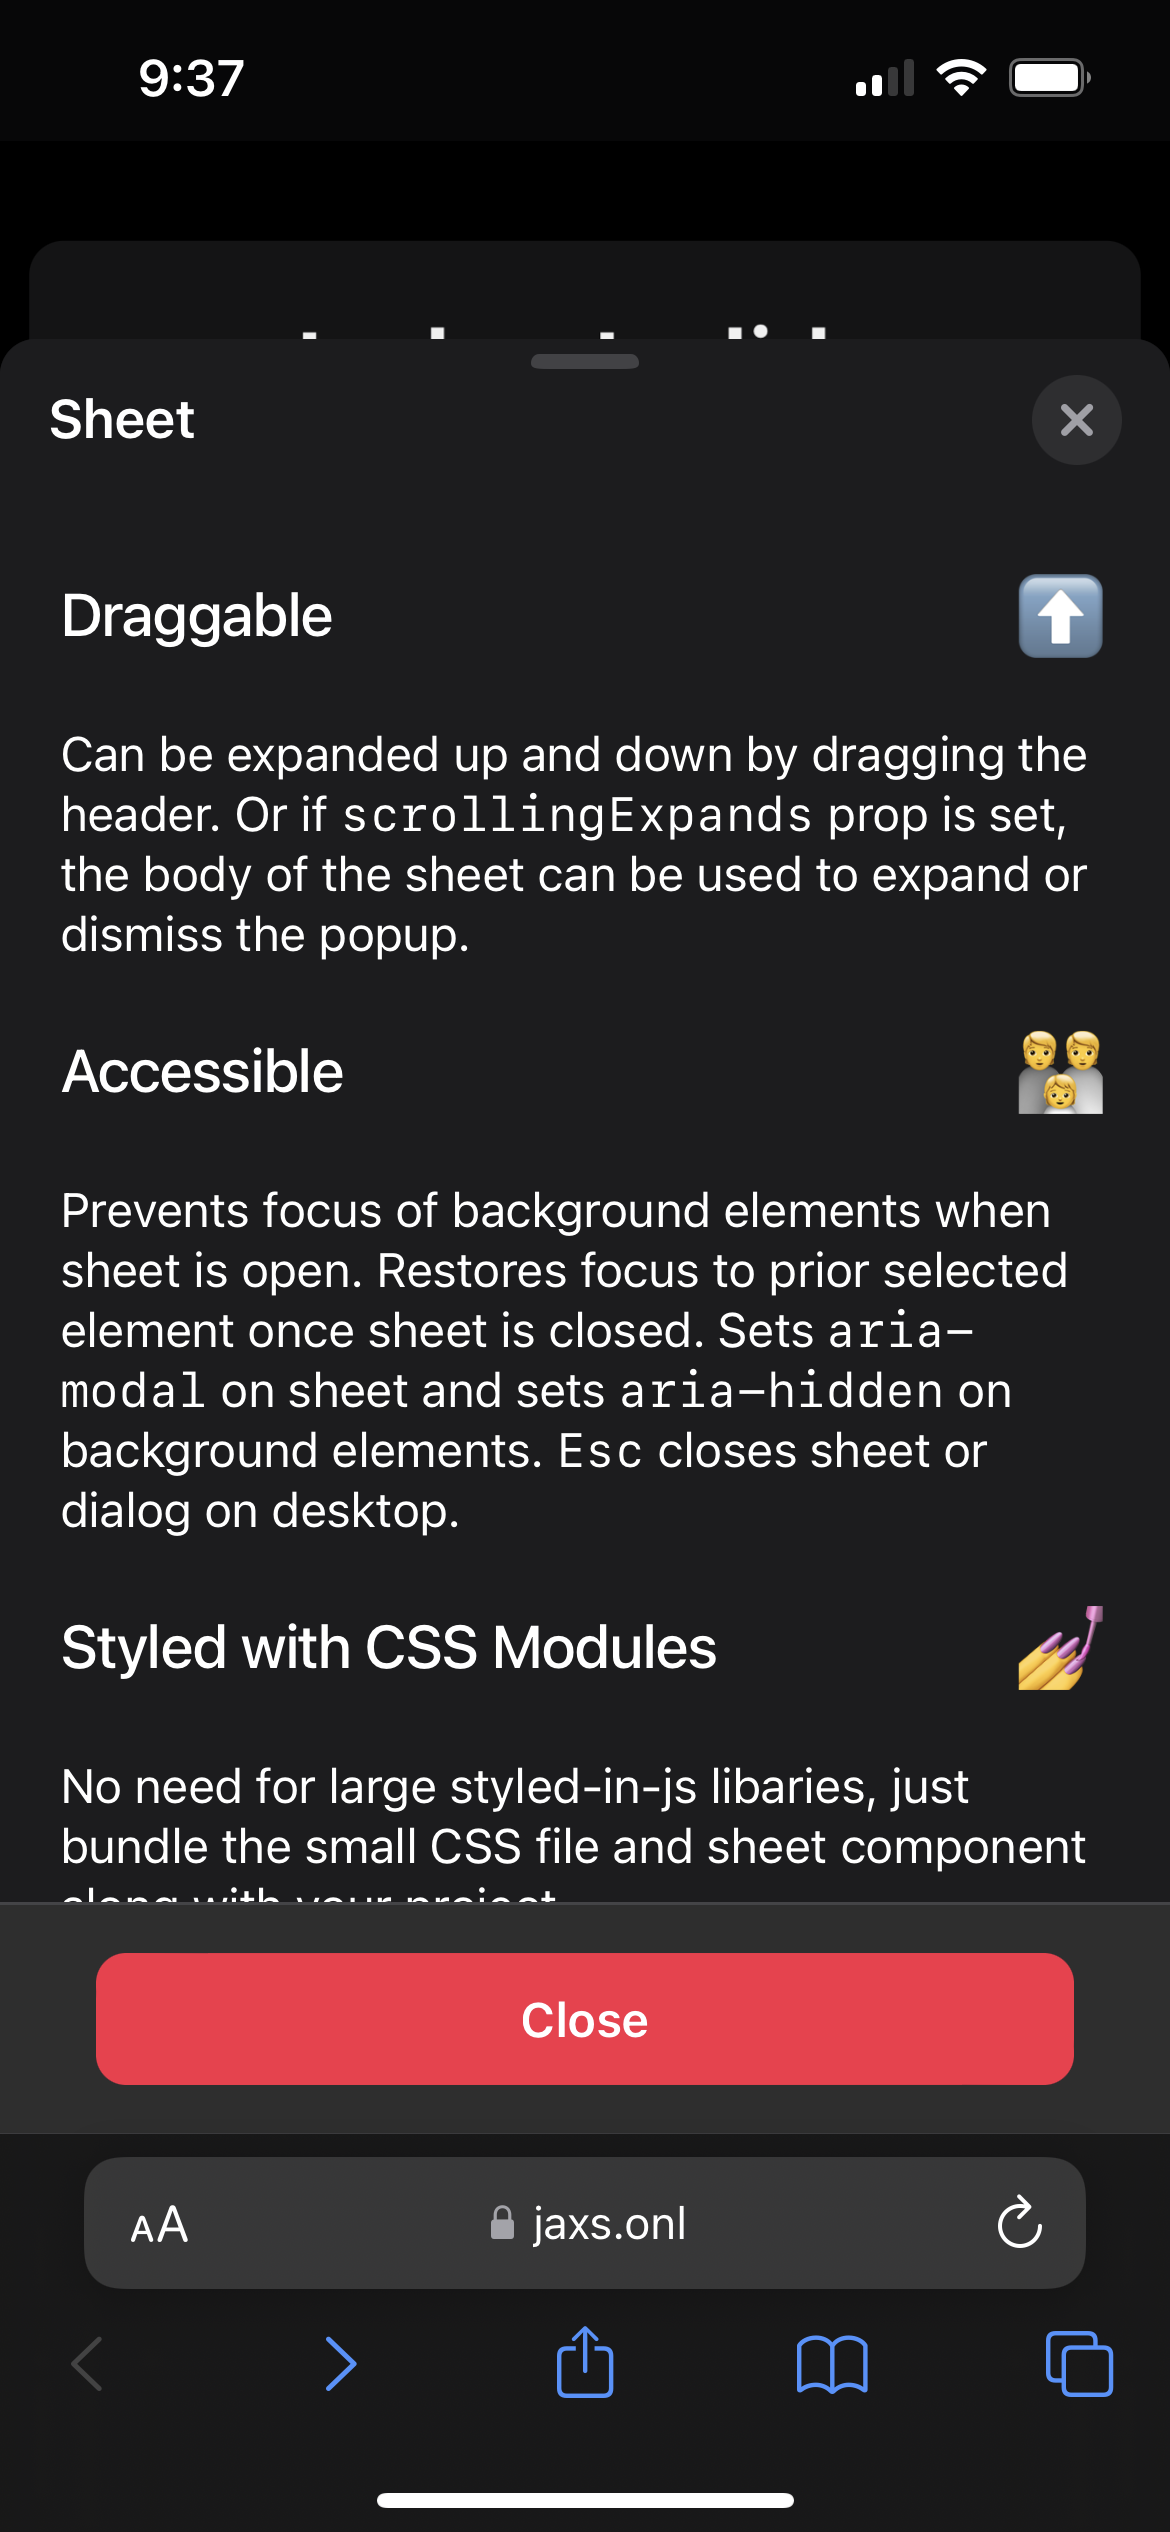 9:37
Sheet
Draggable
Can be expanded up and down by dragging the
header. Or if scrollingExpands prop is set,
the body of the sheet can be used to expand or
dismiss the popup.
Accessible
Prevents focus of background elements when
sheet is open. Restores focus to prior selected
element once sheet is closed. Sets aria-
modal on sheet and sets aria-hidden on
background elements. Esc closes sheet or
dialog on desktop.
Styled with CSS Modules
No need for large styled-in-js libaries, just
bundle the small CSS file and sheet component
along with your project
Close
AA
jaxs.onl